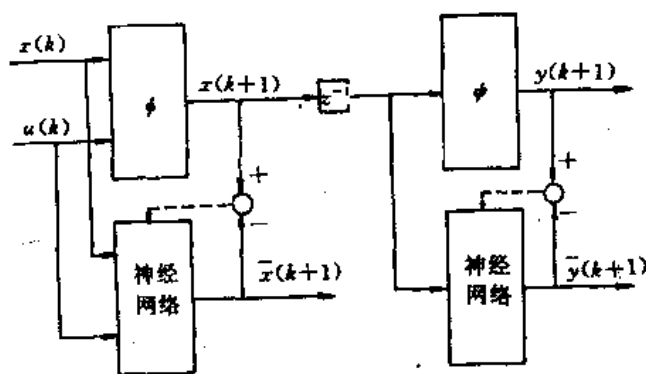 x(k)
u(k)
ϕ
x(k+1)
z⁻¹
ψ
y(k+1)
+
−
+
−
神经
网络
x̄(k+1)
神经
网络
ȳ(k+1)